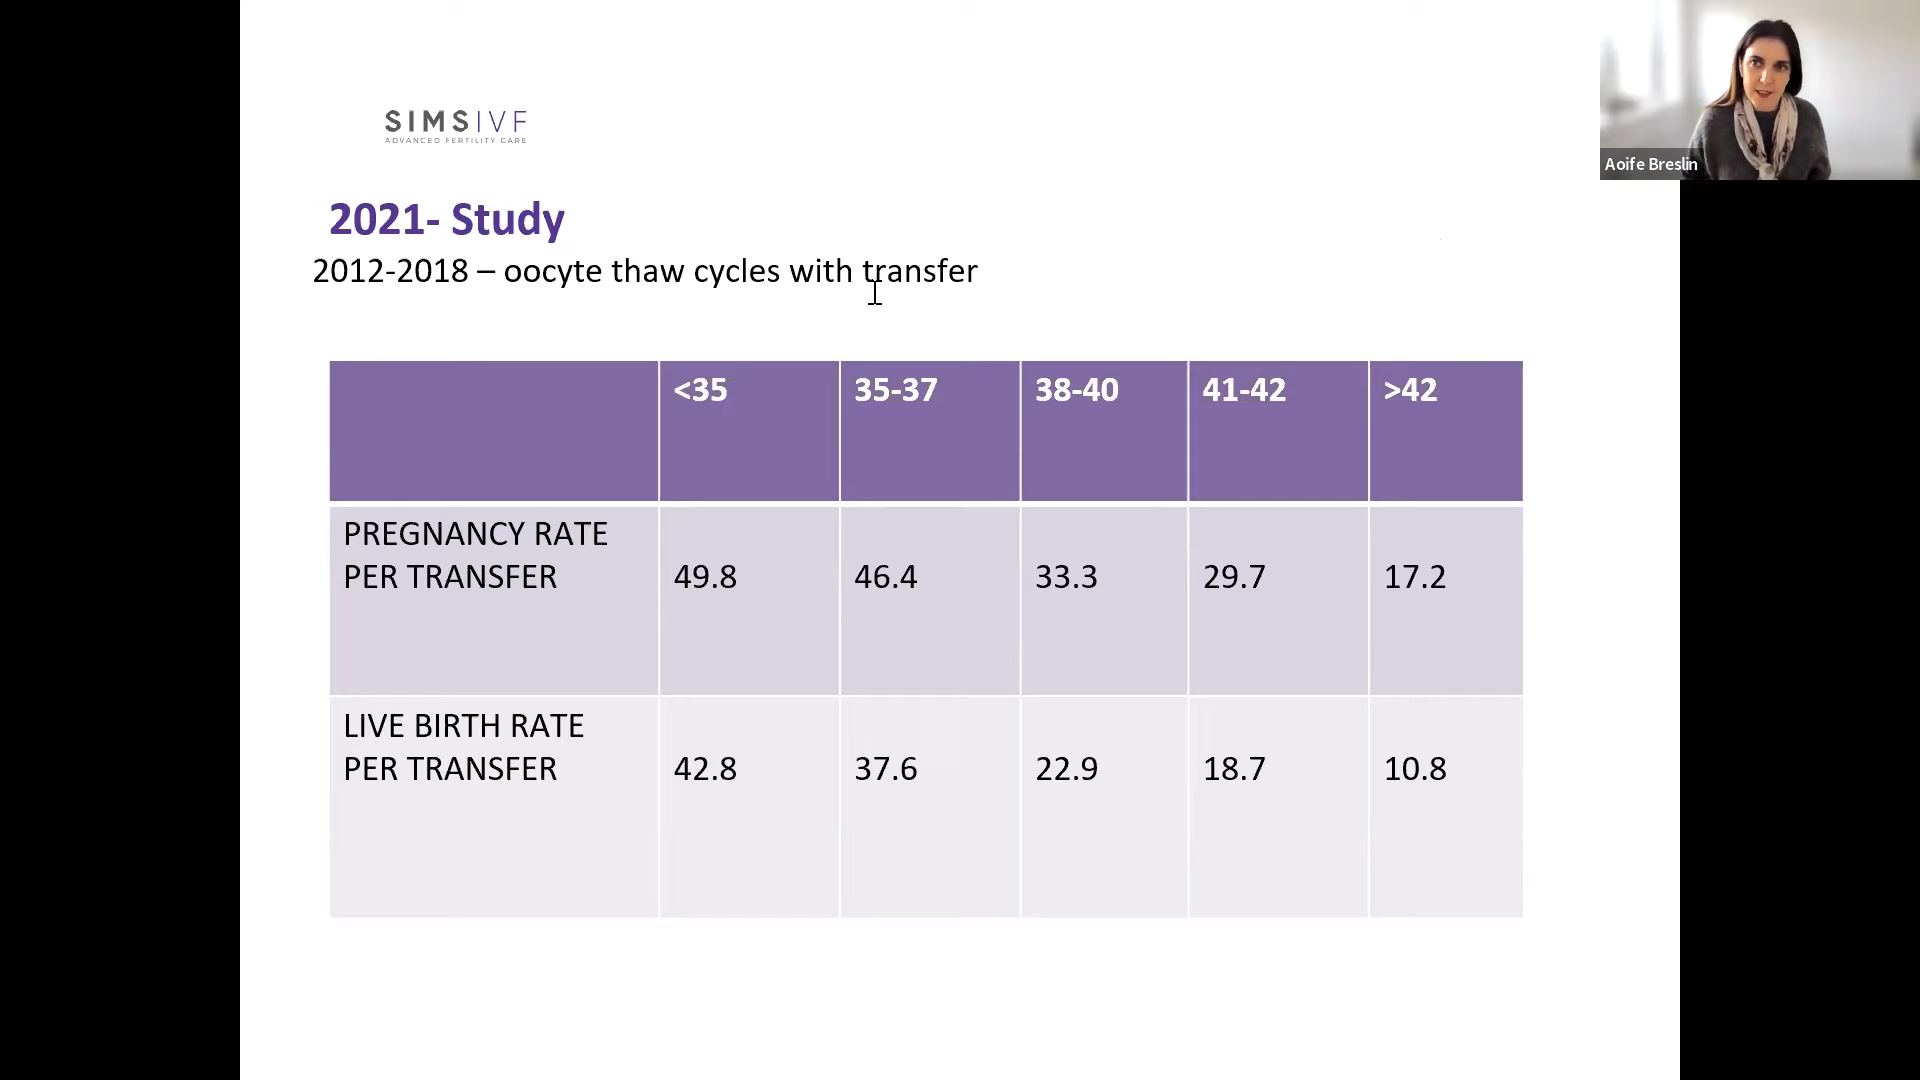 SIMSIVF
ADVANCED FERTILITY CARE
Aoife Breslin
2021- Study
2012-2018 – oocyte thaw cycles with transfer
<35 35-37 38-40 41-42 >42
PREGNANCY RATE
PER TRANSFER 49.8 46.4 33.3 29.7 17.2
LIVE BIRTH RATE
PER TRANSFER 42.8 37.6 22.9 18.7 10.8